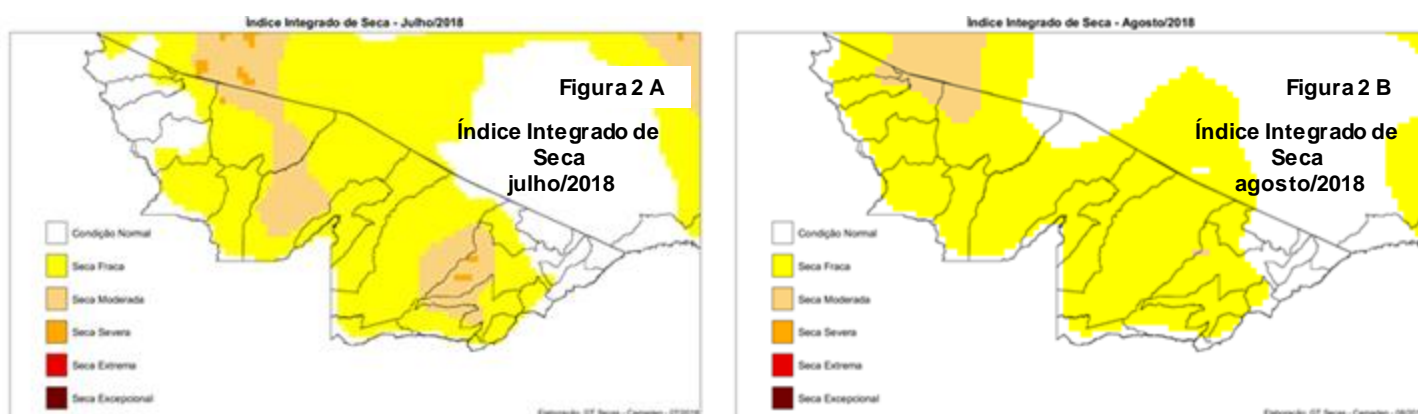 Índice Integrado de Seca - Julho/2018
Figura 2 A
Índice Integrado de
Seca
julho/2018
Condição Normal
Seca Fraca
Seca Moderada
Seca Severa
Seca Extrema
Seca Excepcional
Índice Integrado de Seca - Agosto/2018
Figura 2 B
Índice Integrado de
Seca
agosto/2018
Condição Normal
Seca Fraca
Seca Moderada
Seca Severa
Seca Extrema
Seca Excepcional